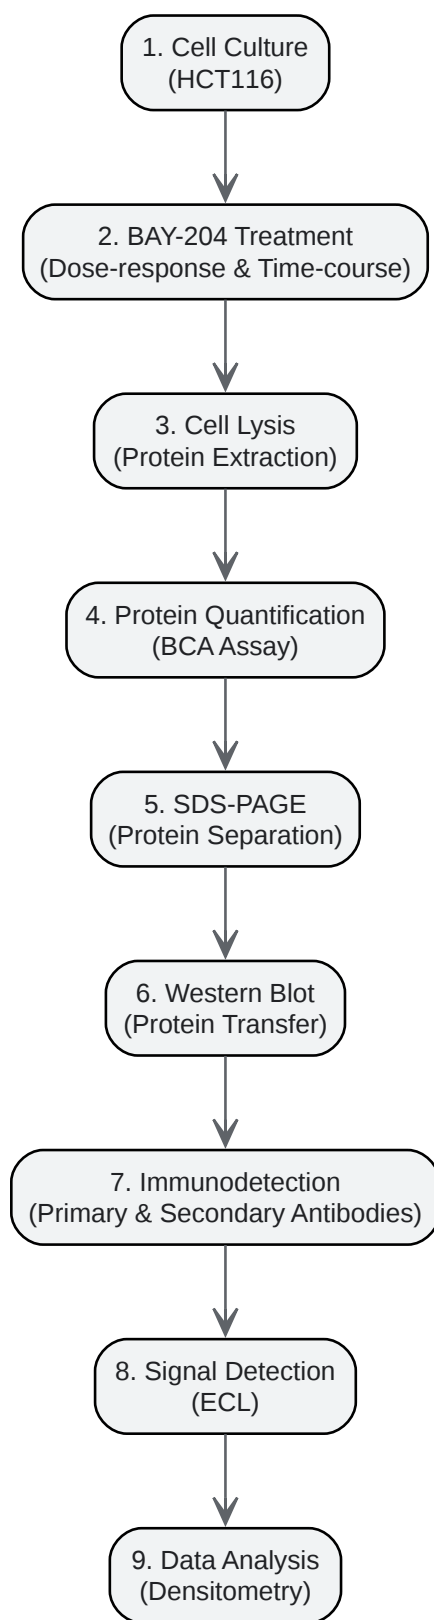 1. Cell Culture
(HCT116)
2. BAY-204 Treatment
(Dose-response & Time-course)
3. Cell Lysis
(Protein Extraction)
4. Protein Quantification
(BCA Assay)
5. SDS-PAGE
(Protein Separation)
6. Western Blot
(Protein Transfer)
7. Immunodetection
(Primary & Secondary Antibodies)
8. Signal Detection
(ECL)
9. Data Analysis
(Densitometry)